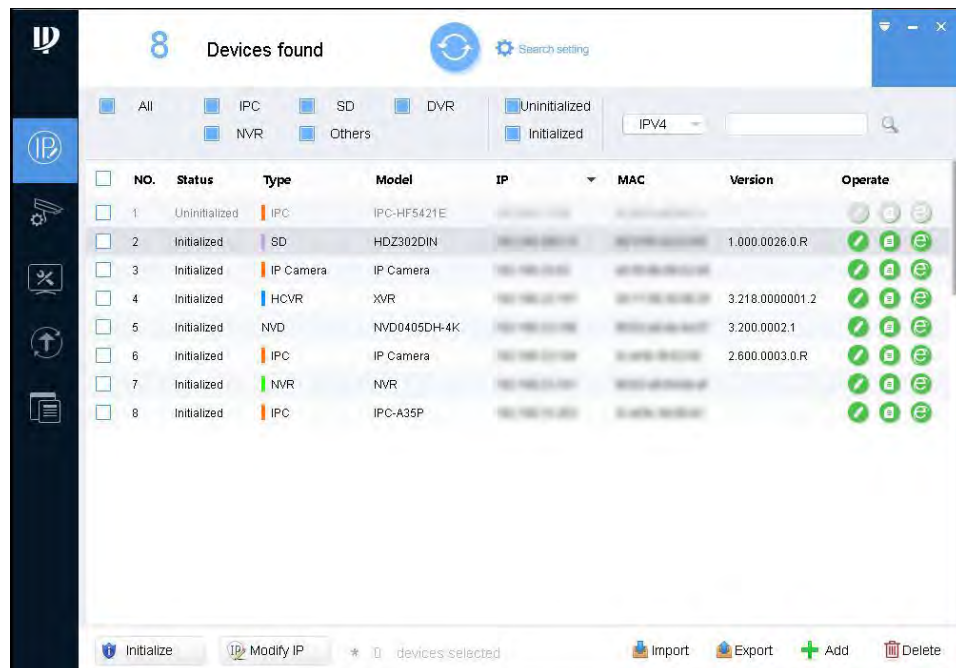 8 Devices found Search setting
All IPC SD DVR Uninitialized
NVR Others Initialized IPV4
NO. Status Type Model IP MAC Version Operate
1 Uninitialized IPC IPC-HF5421E
2 Initialized SD HDZ302DIN 1.000.0026.0.R
3 Initialized IP Camera IP Camera
4 Initialized HCVR XVR 3.218.0000001.2
5 Initialized NVD NVD0405DH-4K 3.200.0002.1
6 Initialized IPC IP Camera 2.600.0003.0.R
7 Initialized NVR NVR
8 Initialized IPC IPC-A35P
Initialize IP Modify IP * 0 devices selected Import Export Add Delete